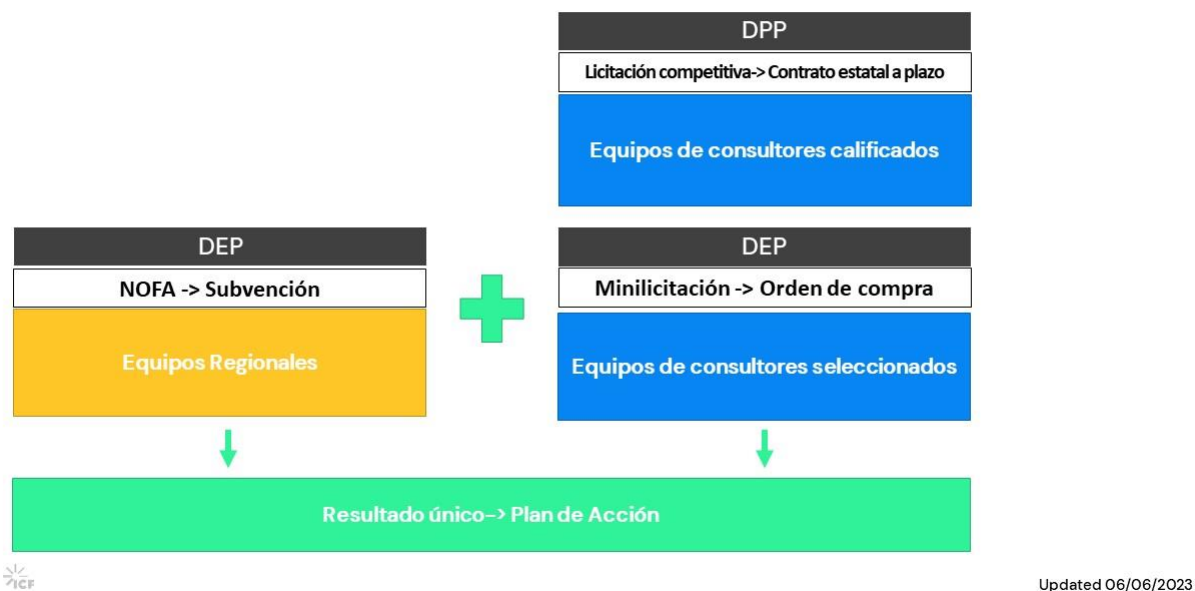 DPP
Licitación competitiva-> Contrato estatal a plazo
Equipos de consultores calificados
DEP
NOFA -> Subvención
Equipos Regionales
DEP
Minilicitación -> Orden de compra
Equipos de consultores seleccionados
Resultado único–> Plan de Acción
ICF
Updated 06/06/2023